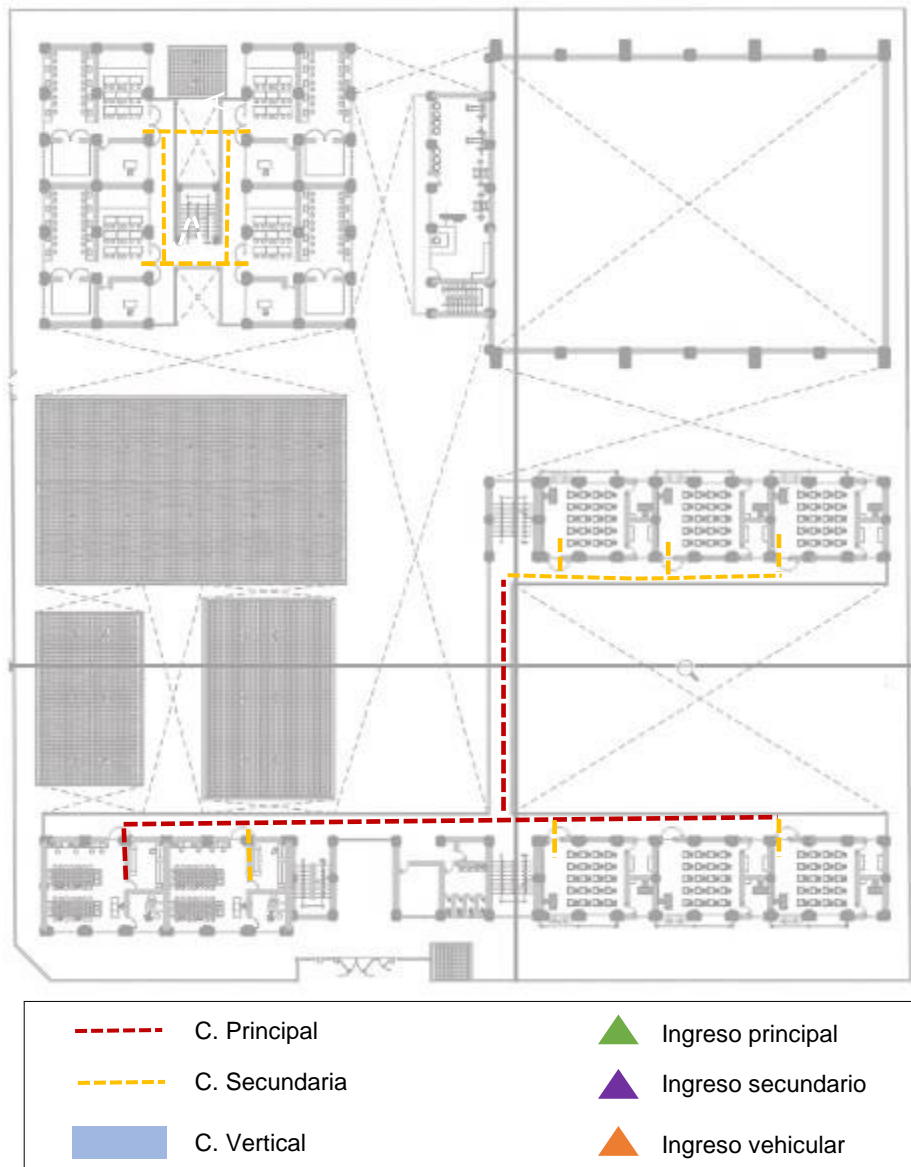 C. Principal
Ingreso principal
C. Secundaria
Ingreso secundario
C. Vertical
Ingreso vehicular